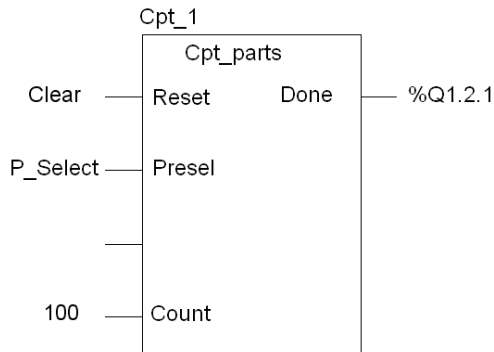 Cpt_1
Cpt_parts
Clear Reset Done %Q1.2.1
P_Select Presel
100 Count